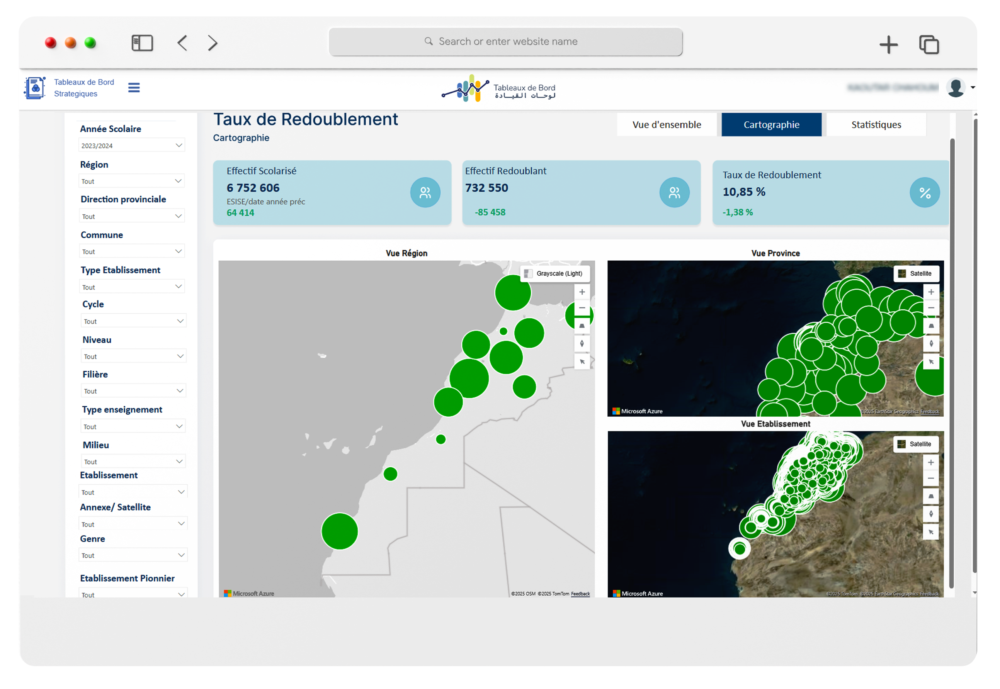 Search or enter website name
Tableaux de Bord
Strategiques
Tableaux de Bord
لوحات القيادة
Année Scolaire
2023/2024
Région
Tout
Direction provinciale
Tout
Commune
Tout
Type Etablissement
Tout
Cycle
Tout
Niveau
Tout
Filière
Tout
Type enseignement
Tout
Milieu
Tout
Etablissement
Tout
Annexe/ Satellite
Tout
Genre
Tout
Etablissement Pionnier
Tout
Taux de Redoublement
Cartographie
Vue d'ensemble
Cartographie
Statistiques
Effectif Scolarisé
6 752 606
ESISE/date année préc
64 414
Effectif Redoublant
732 550
-85 458
Taux de Redoublement
10,85 %
-1,38 %
Vue Région
Grayscale (Light)
Microsoft Azure
©2025 OSM ©2025 TomTom Feedback
Vue Province
Satellite
Microsoft Azure
©2025 EarthStar Geographics Feedback
Vue Etablissement
Satellite
Microsoft Azure
©2025 TomTom ©2025 EarthStar Geographics Feedback